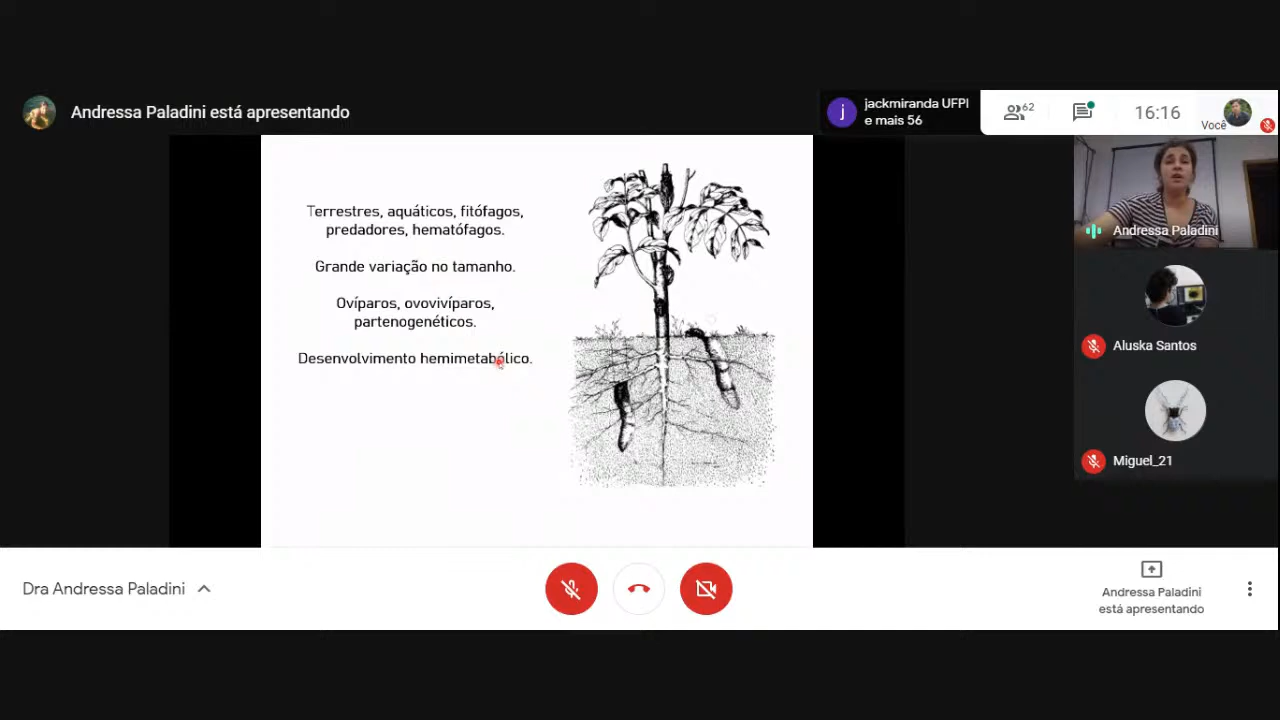 Andressa Paladini está apresentando
jackmiranda UFPI
e mais 56
62
16:16
Você
j
Terrestres, aquáticos, fitófagos,
predadores, hematófagos.
Grande variação no tamanho.
Ovíparos, ovovivíparos,
partenogenéticos.
Desenvolvimento hemimetabólico.
Andressa Paladini
Aluska Santos
Miguel_21
Dra Andressa Paladini
Andressa Paladini
está apresentando